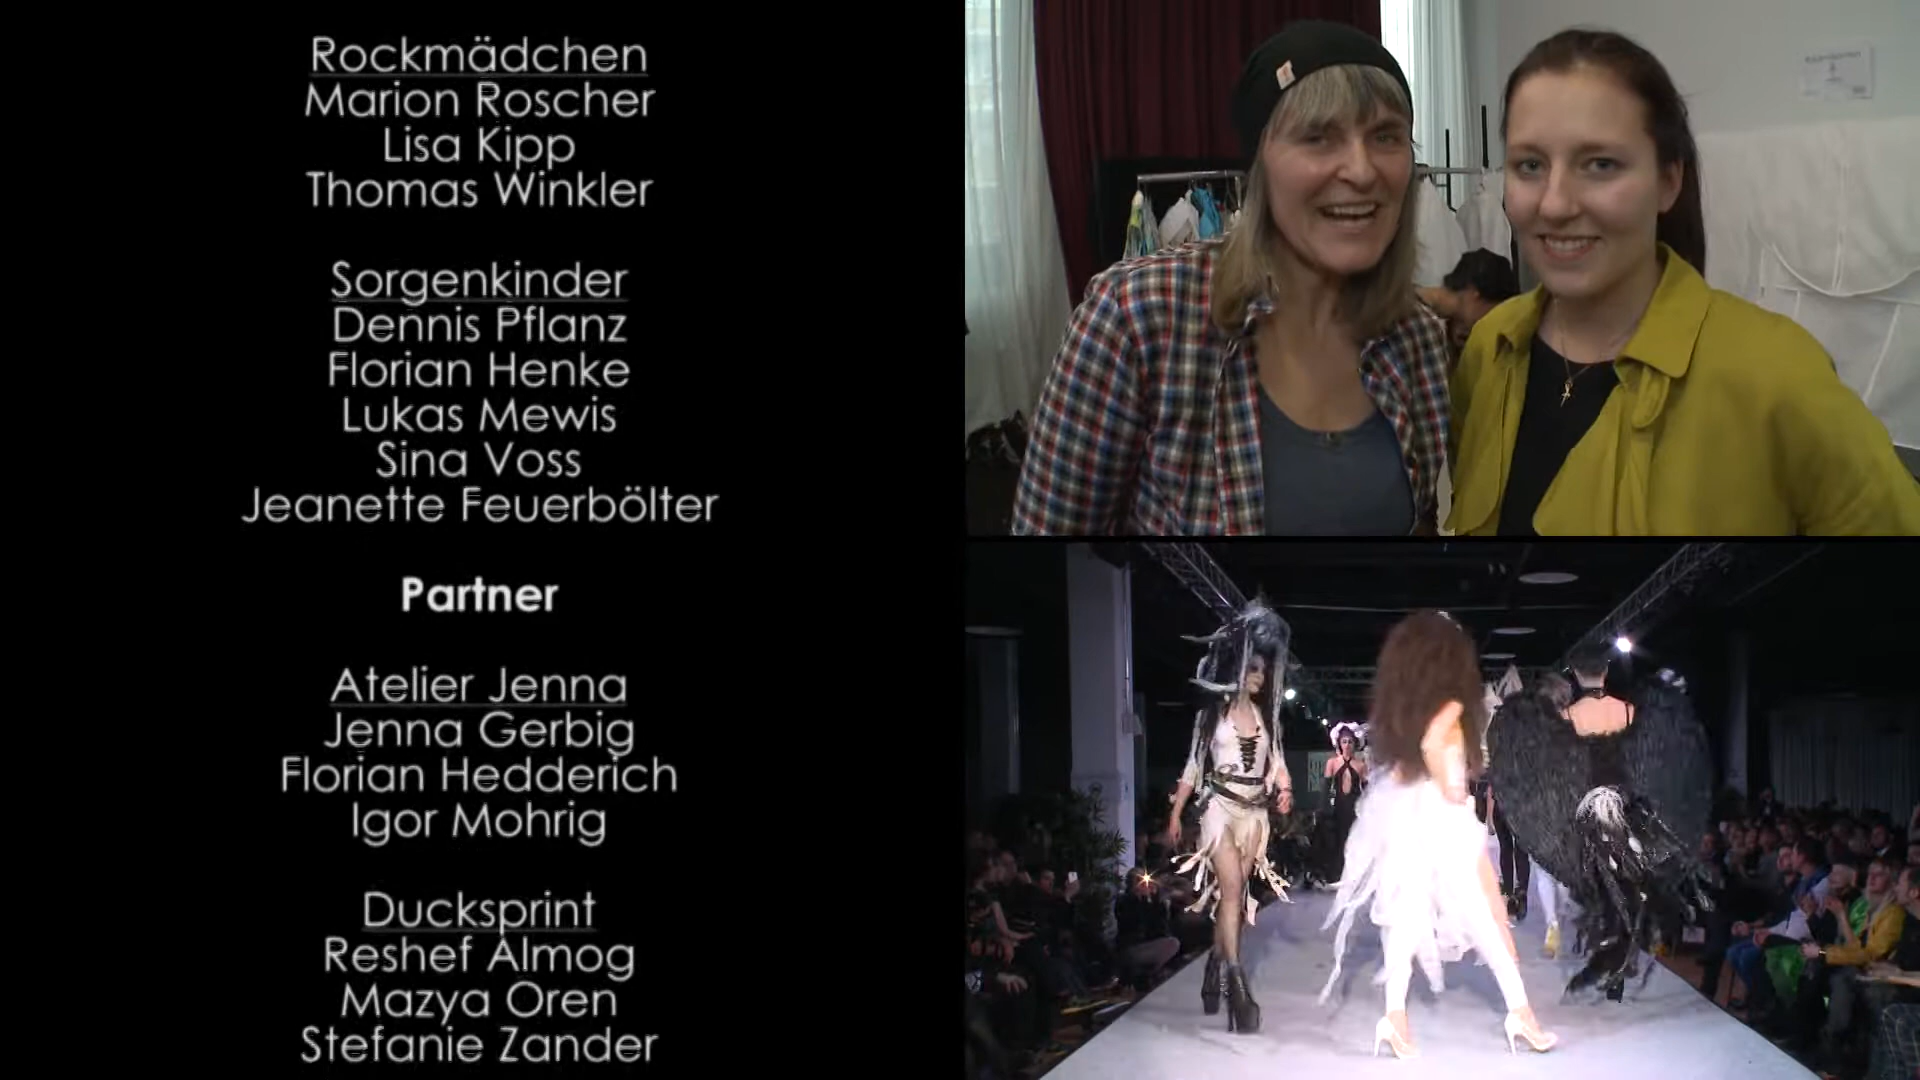 Rockmädchen
Marion Roscher
Lisa Kipp
Thomas Winkler
Sorgenkinder
Dennis Pflanz
Florian Henke
Lukas Mewis
Sina Voss
Jeanette Feuerbölter
Partner
Atelier Jenna
Jenna Gerbig
Florian Hedderich
Igor Mohrig
Ducksprint
Reshef Almog
Mazya Oren
Stefanie Zander